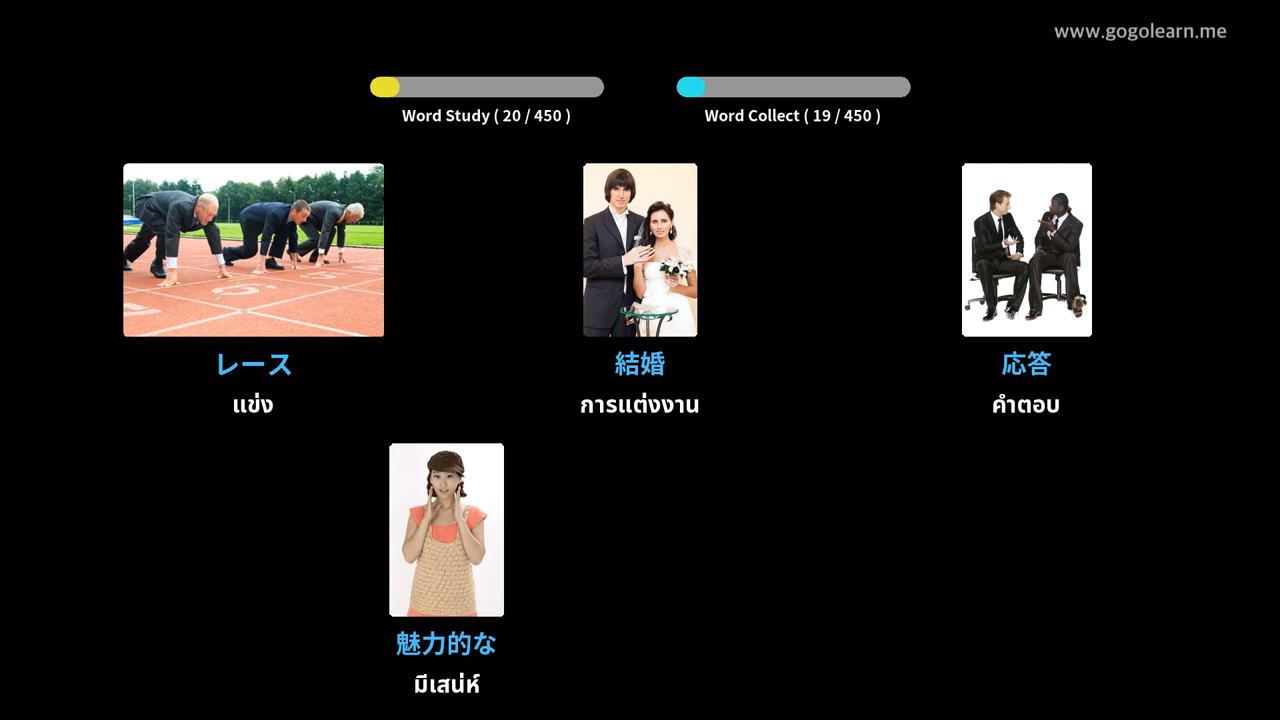 www.gogolearn.me
Word Study ( 20 / 450 )
Word Collect ( 19 / 450 )
レース
แข่ง
結婚
การแต่งงาน
応答
คำตอบ
魅力的な
มีเสน่ห์